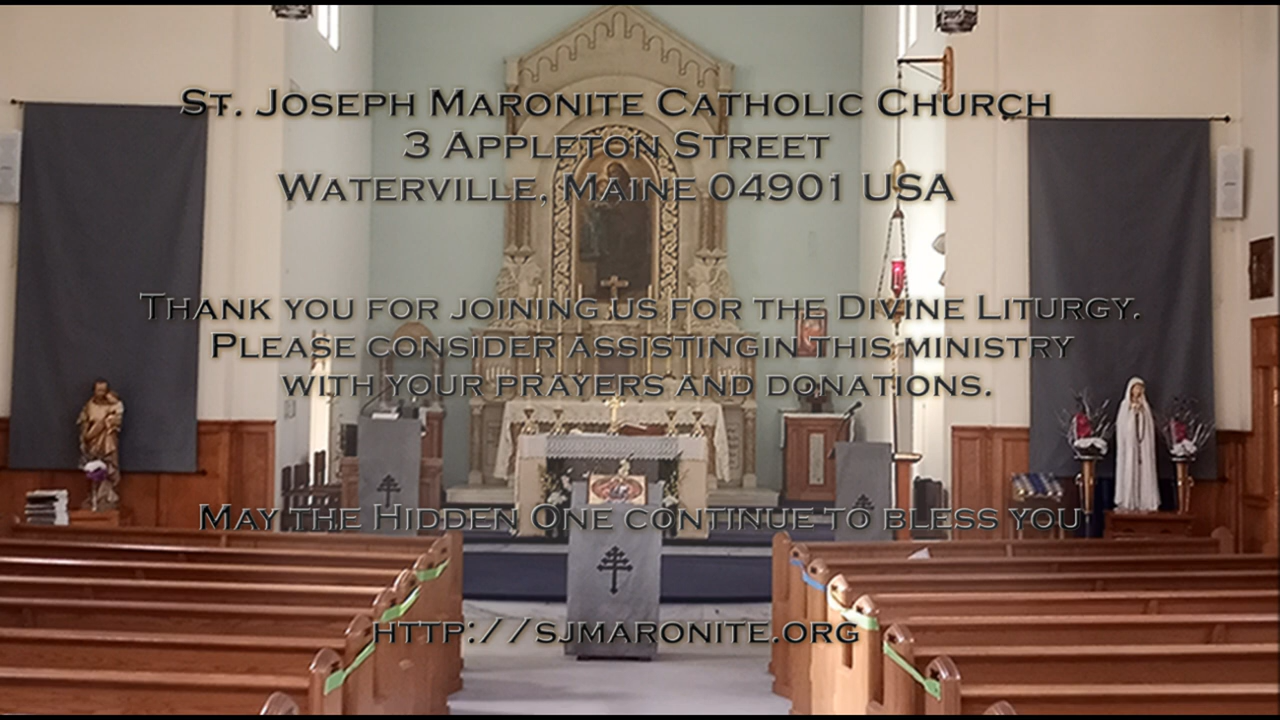 St. Joseph Maronite Catholic Church
3 Appleton Street
Waterville, Maine 04901 USA
Thank you for joining us for the Divine Liturgy.
Please consider assistingin this ministry
with your prayers and donations.
May the Hidden One continue to bless you
http://sjmaronite.org